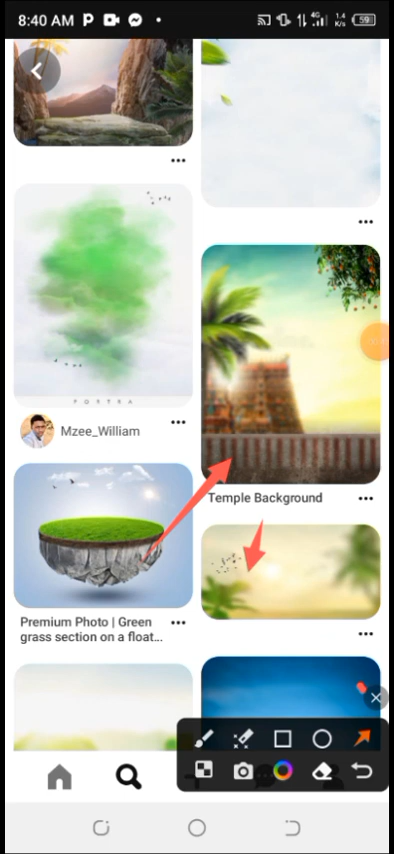 8:40 AM
4G
1.4
K/s
59
PORTRA
Mzee_William
Temple Background
Premium Photo | Green
grass section on a float...